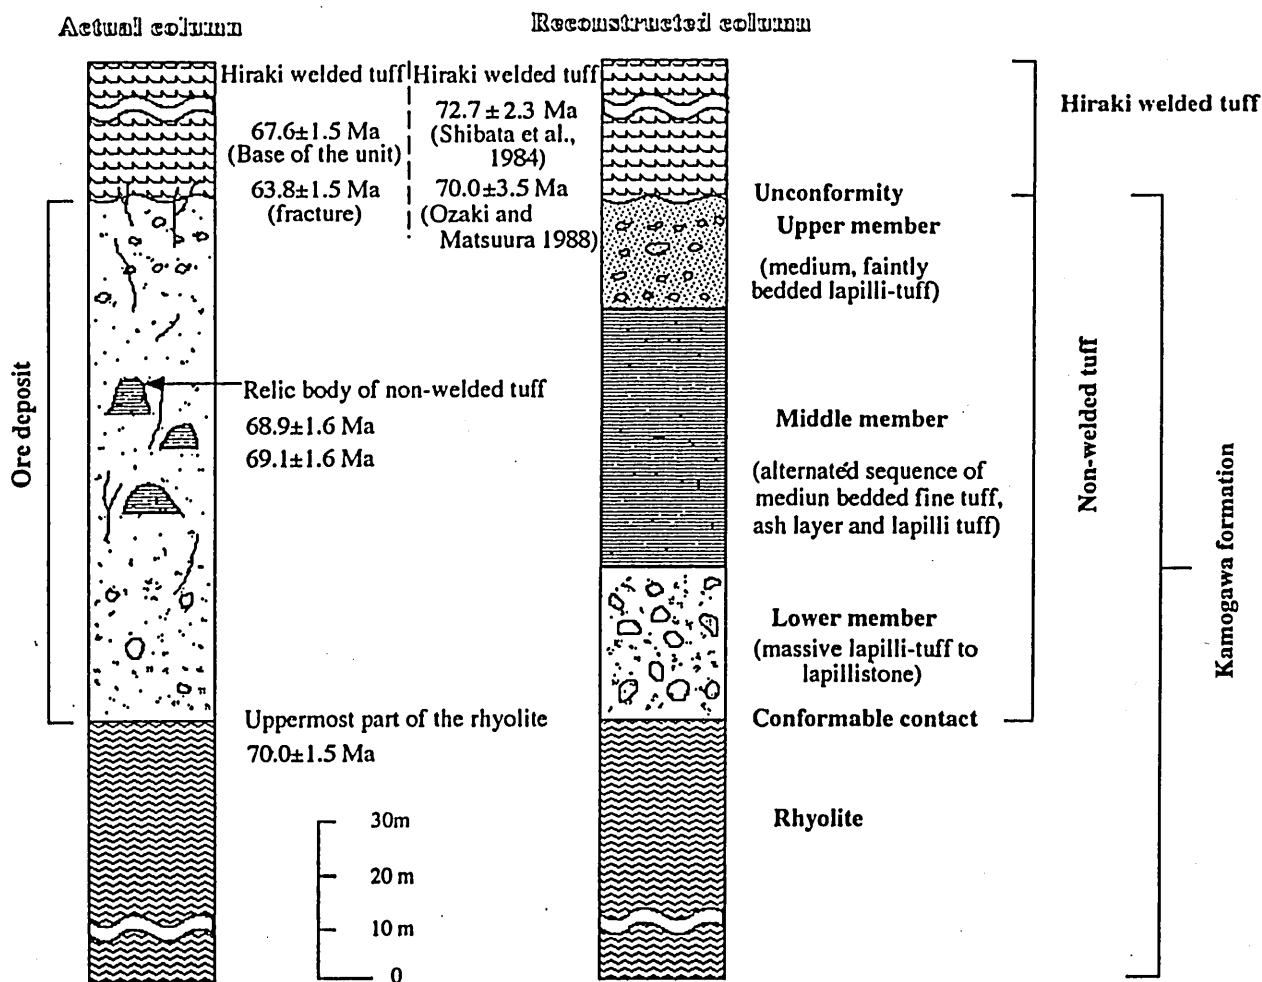 Actual column
Reconstructed column
Hiraki welded tuff
67.6±1.5 Ma
(Base of the unit)
63.8±1.5 Ma
(fracture)
Hiraki welded tuff
72.7±2.3 Ma
(Shibata et al.,
1984)
70.0±3.5 Ma
(Ozaki and
Matsuura 1988)
Ore deposit
Relic body of non-welded tuff
68.9±1.6 Ma
69.1±1.6 Ma
Uppermost part of the rhyolite
70.0±1.5 Ma
30m
20 m
10 m
0
Hiraki welded tuff
Unconformity
Upper member
(medium, faintly
bedded lapilli-tuff)
Middle member
(alternated sequence of
mediun bedded fine tuff,
ash layer and lapilli tuff)
Lower member
(massive lapilli-tuff to
lapillistone)
Conformable contact
Rhyolite
Non-welded tuff
Kamogawa formation